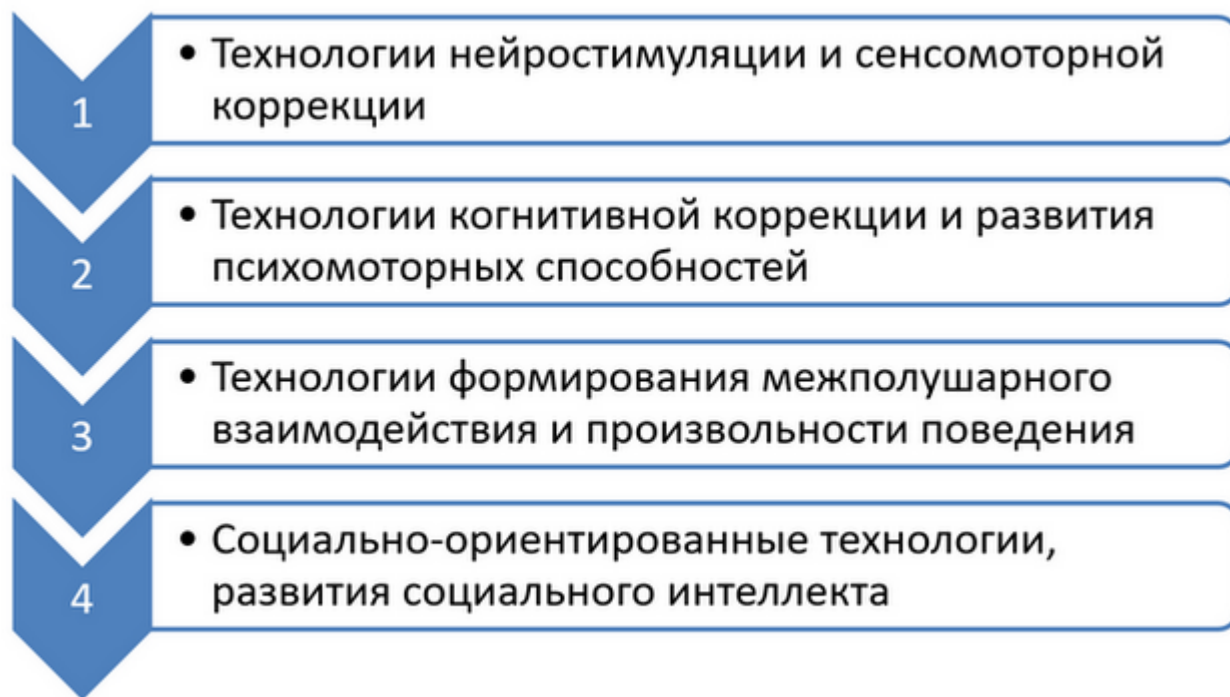 1
• Технологии нейростимуляции и сенсомоторной
коррекции
2
• Технологии когнитивной коррекции и развития
психомоторных способностей
3
• Технологии формирования межполушарного
взаимодействия и произвольности поведения
4
• Социально-ориентированные технологии,
развития социального интеллекта